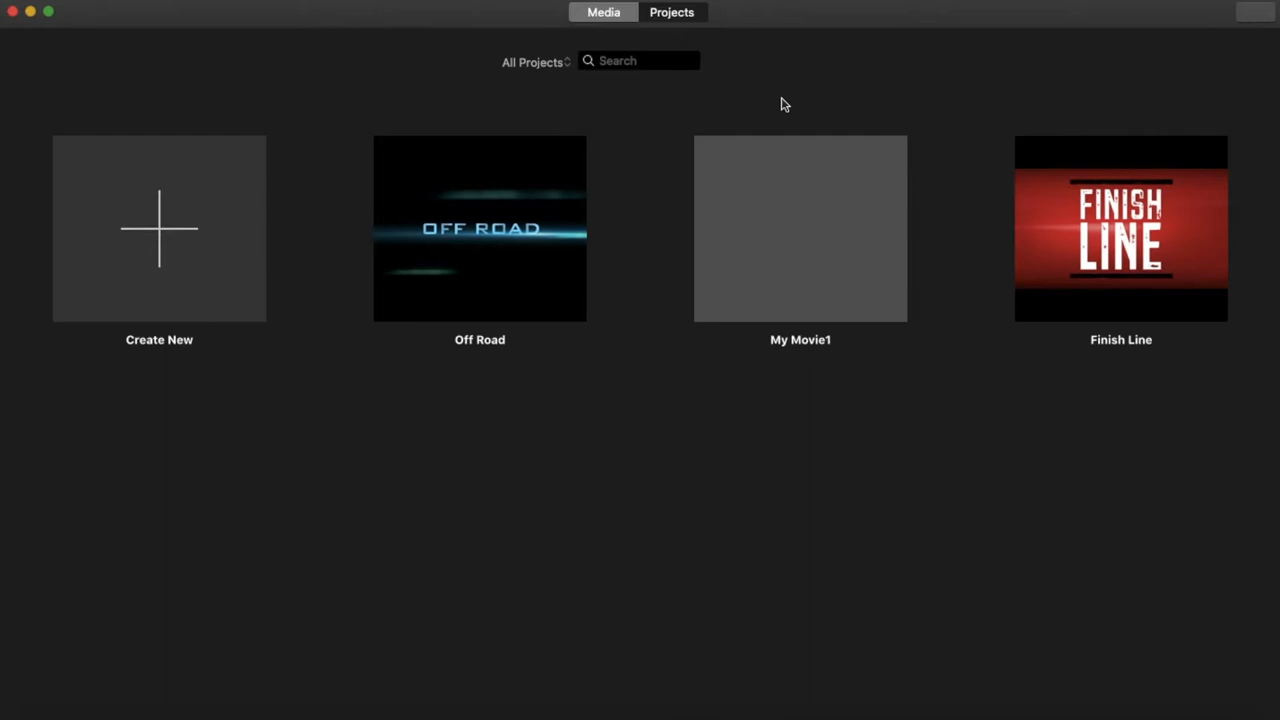 Media Projects
All Projects Search
OFF ROAD
FINISH
LINE
Create New Off Road My Movie1 Finish Line